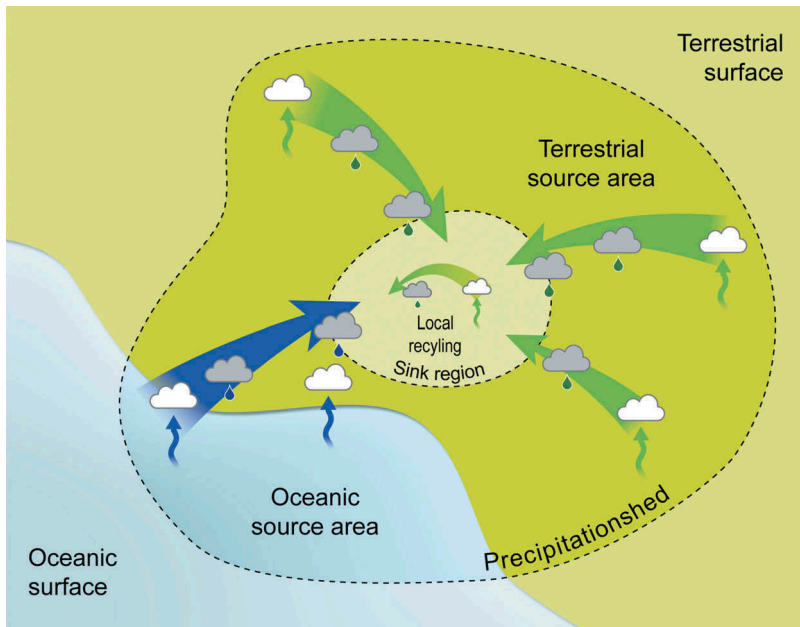 Terrestrial
surface
Terrestrial
source area
Local
recyling
Sink region
Oceanic
source area
Precipitationshed
Oceanic
surface